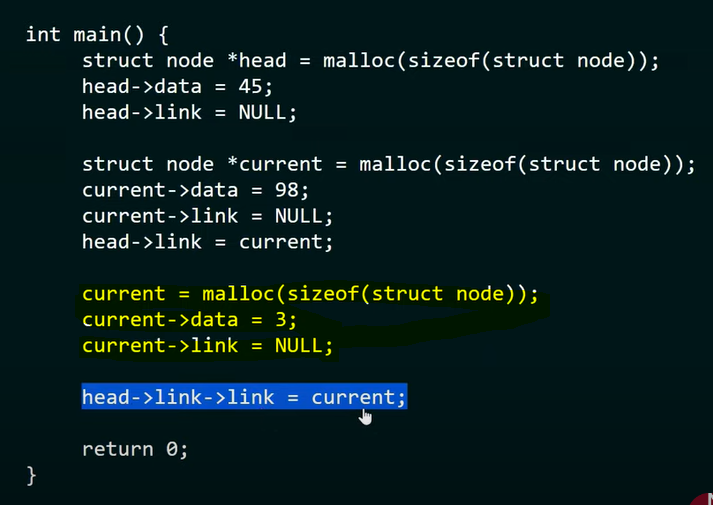 int main() {
struct node *head = malloc(sizeof(struct node));
head->data = 45;
head->link = NULL;
struct node *current = malloc(sizeof(struct node));
current->data = 98;
current->link = NULL;
head->link = current;
current = malloc(sizeof(struct node));
current->data = 3;
current->link = NULL;
head->link->link = current;
return 0;
}